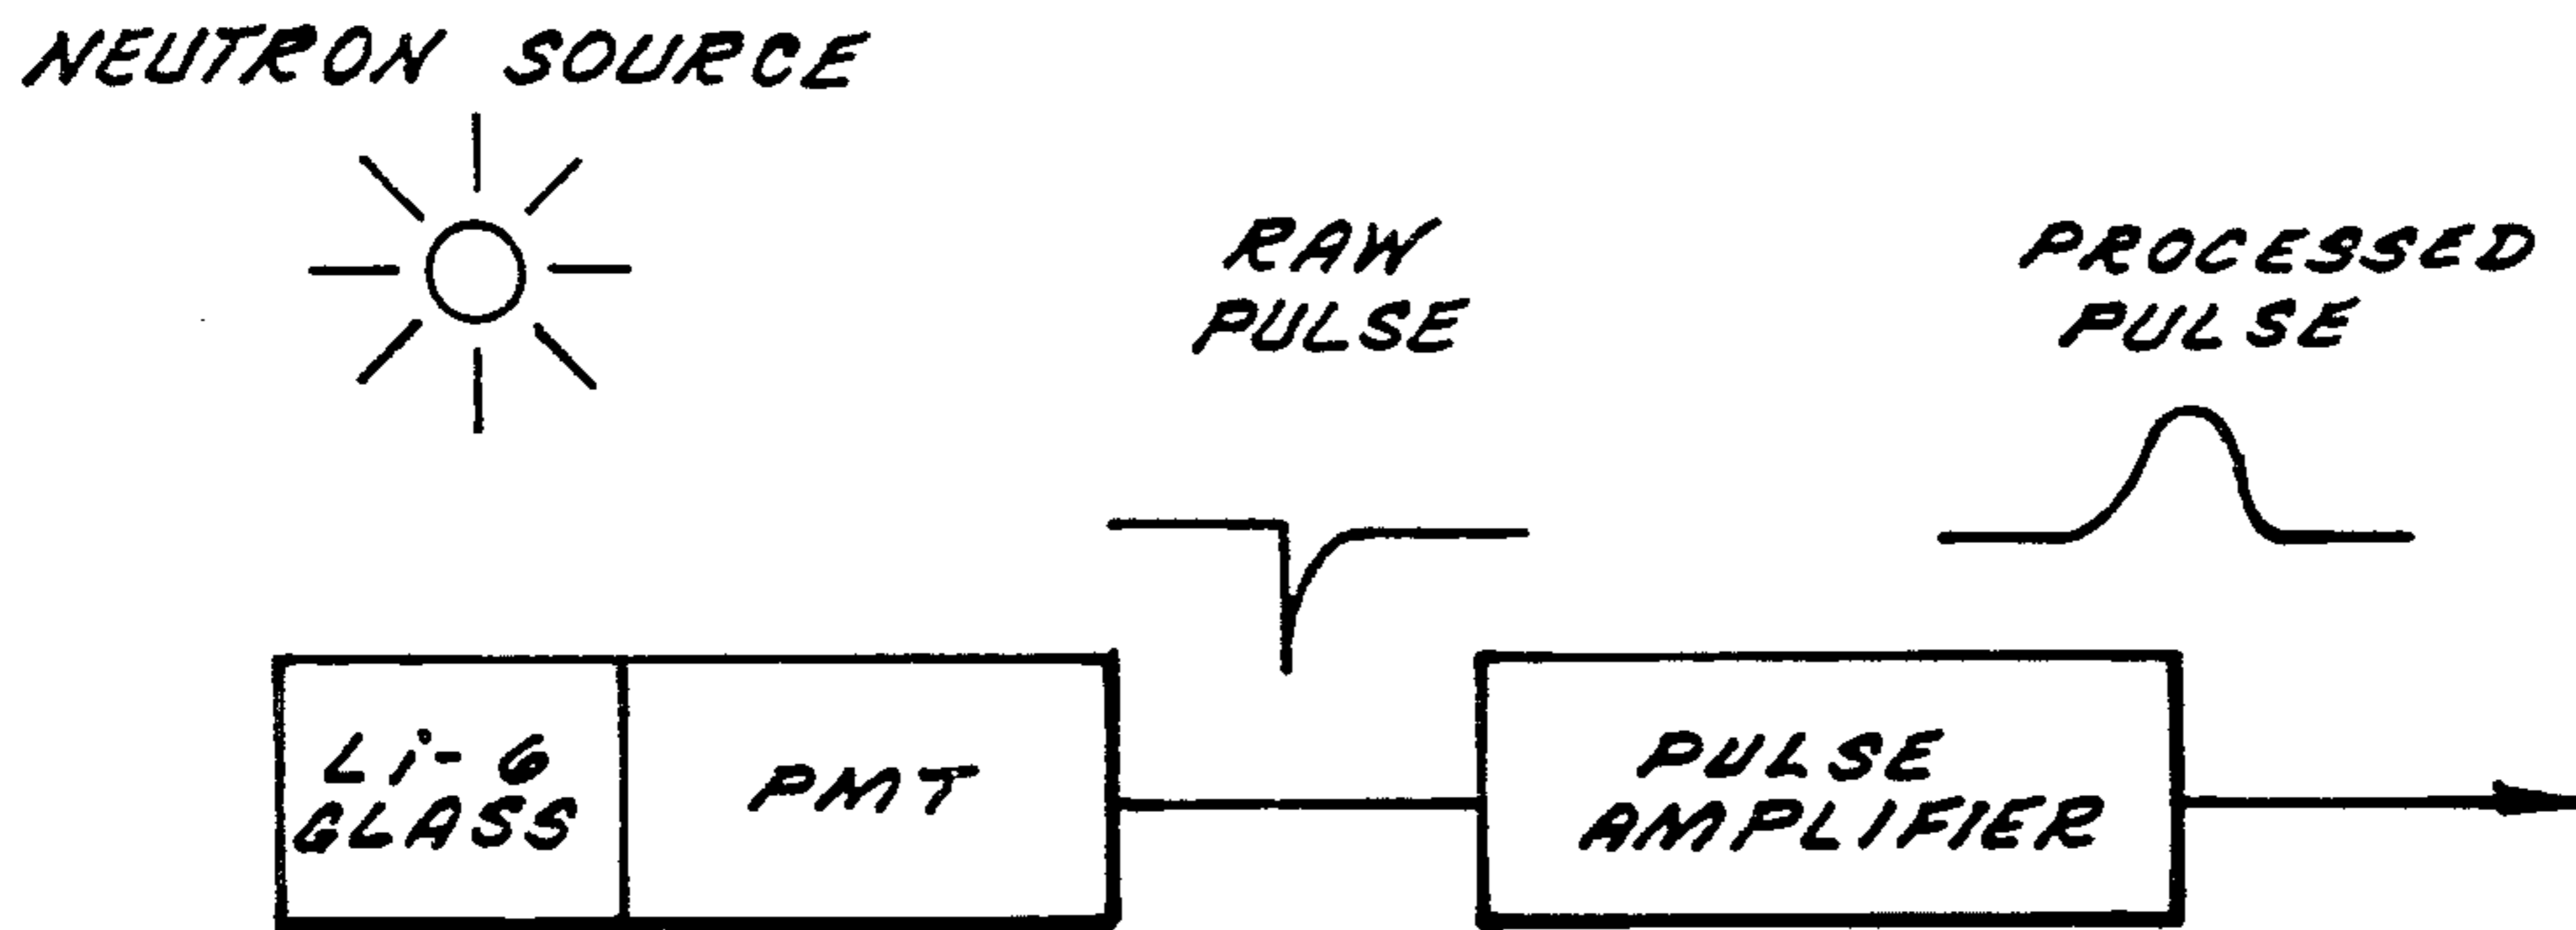 NEUTRON SOURCE
RAW
PULSE
PROCESSED
PULSE
Li-6
GLASS
PMT
PULSE
AMPLIFIER